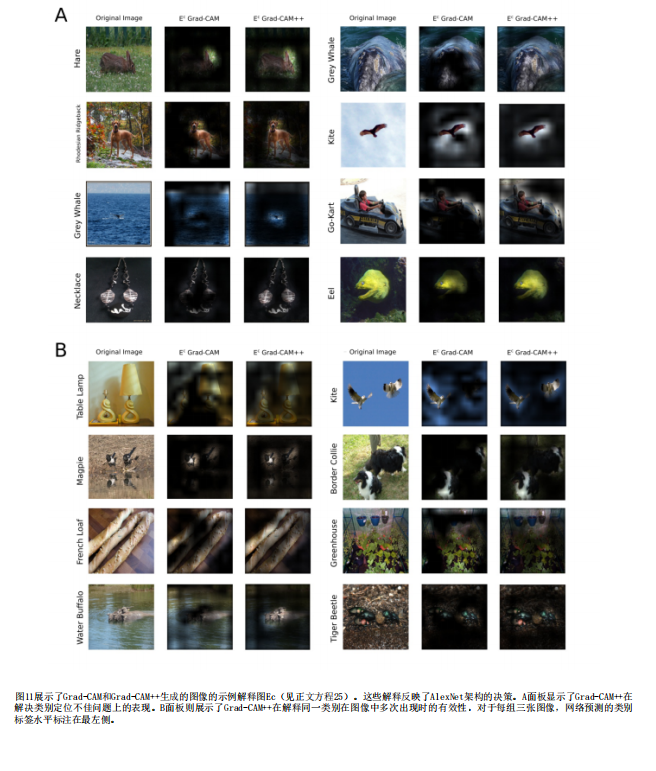 A
Original Image E^c Grad-CAM E^c Grad-CAM++ Original Image E^c Grad-CAM E^c Grad-CAM++
Hare
Grey Whale
Rhodesian Ridgeback
Kite
Grey Whale
Go-Kart
Necklace
Eel
B
Original Image E^c Grad-CAM E^c Grad-CAM++ Original Image E^c Grad-CAM E^c Grad-CAM++
Table Lamp
Kite
Magpie
Border Collie
French Loaf
Greenhouse
Water Buffalo
Tiger Beetle
图11展示了Grad-CAM和Grad-CAM++生成的图像的示例解释图Ec（见正文方程25）。这些解释反映了AlexNet架构的决策。A面板显示了Grad-CAM++在
解决类别定位不佳问题上的表现。B面板则展示了Grad-CAM++在解释同一类别在图像中多次出现时的有效性。对于每组三张图像，网络预测的类别
标签水平标注在最左侧。